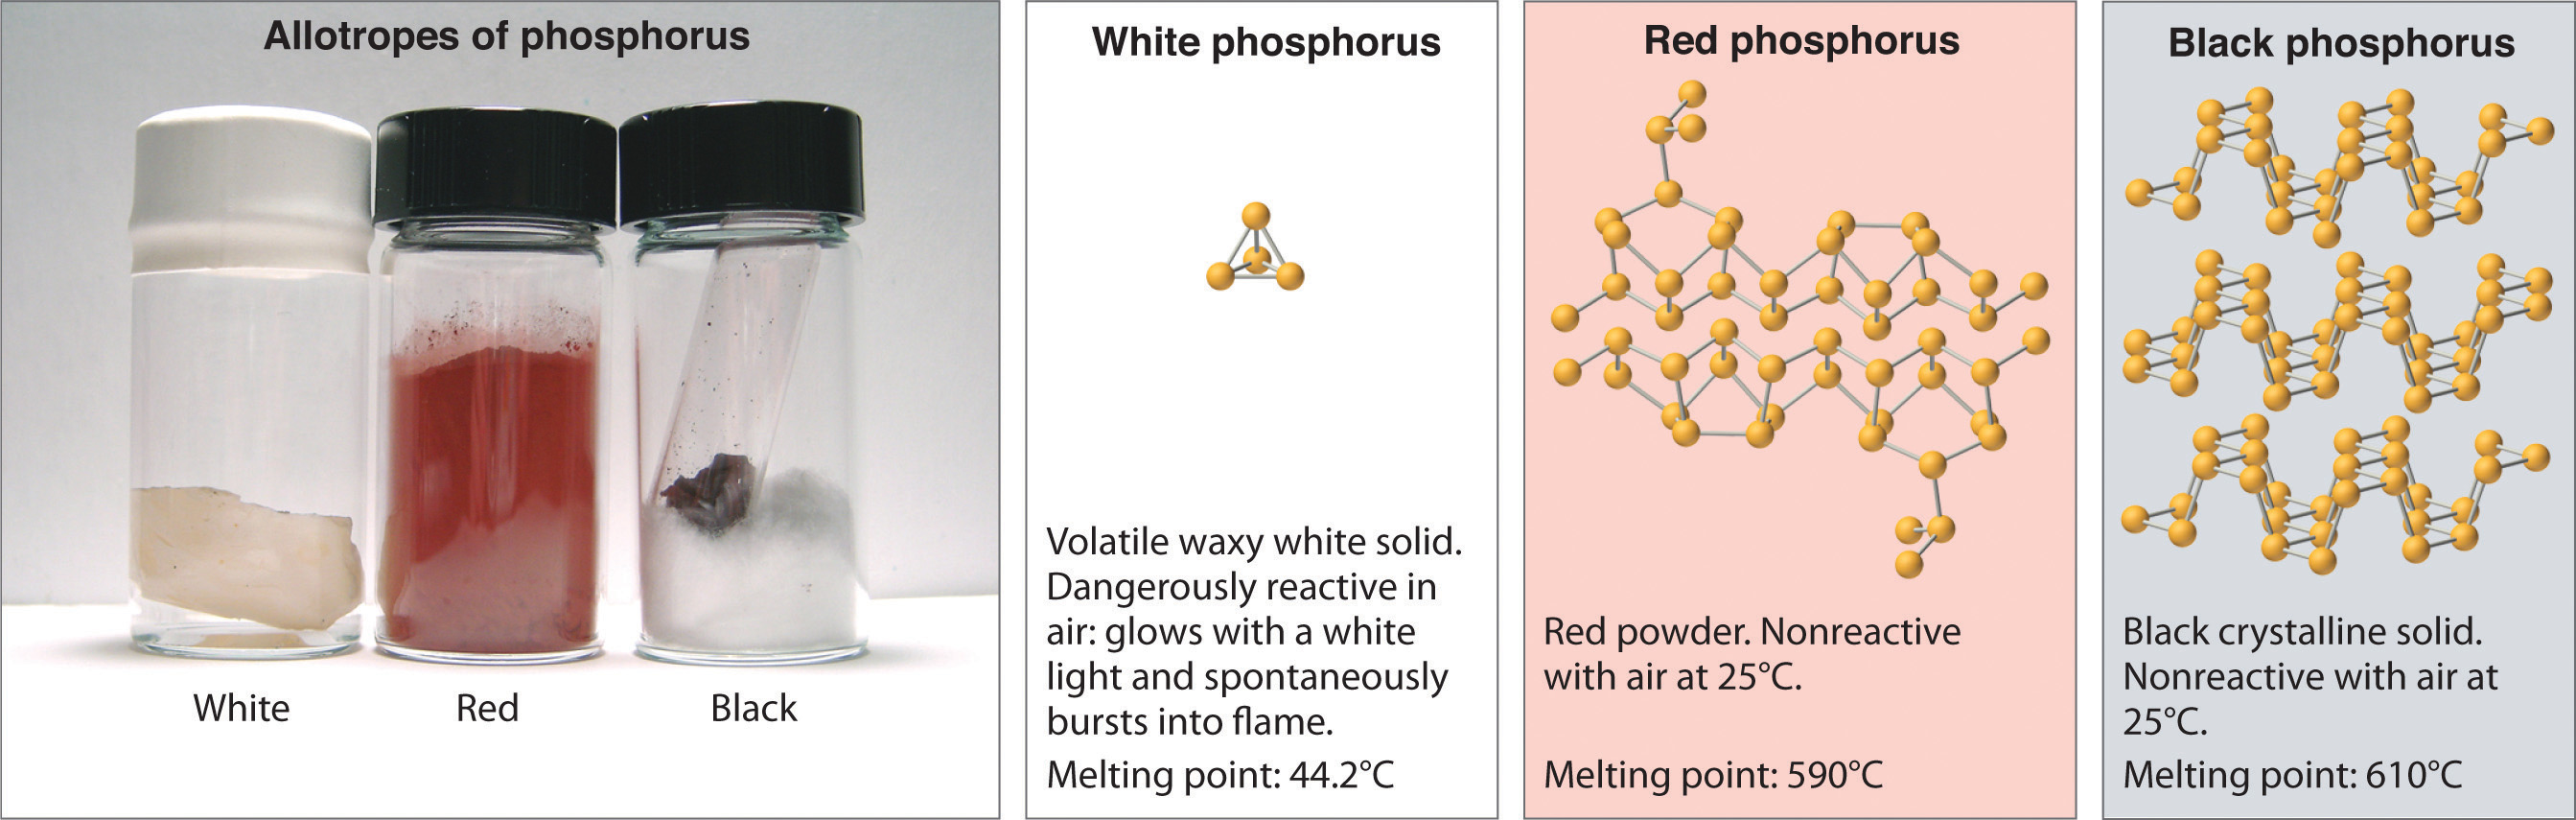 Allotropes of phosphorus
White
Red
Black
White phosphorus
Volatile waxy white solid.
Dangerously reactive in
air: glows with a white
light and spontaneously
bursts into flame.
Melting point: 44.2°C
Red phosphorus
Red powder. Nonreactive
with air at 25°C.
Melting point: 590°C
Black phosphorus
Black crystalline solid.
Nonreactive with air at
25°C.
Melting point: 610°C